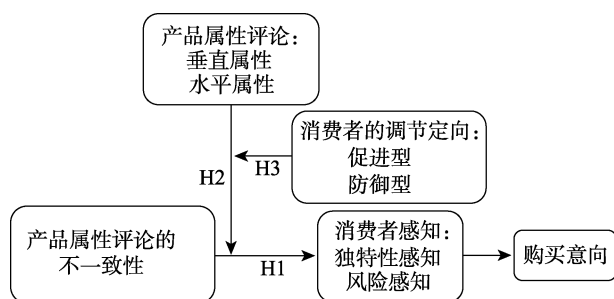 产品属性评论：
垂直属性
水平属性
消费者的调节定向：
促进型
防御型
H3
H2
产品属性评论的
不一致性
H1
消费者感知：
独特性感知
风险感知
购买意向